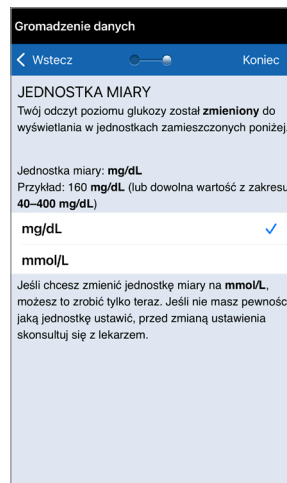 Gromadzenie danych
Wstecz
Koniec
JEDNOSTKA MIARY
Twój odczyt poziomu glukozy został zmieniony do
wyświetlania w jednostkach zamieszczonych poniżej.
Jednostka miary: mg/dL
Przykład: 160 mg/dL (lub dowolna wartość z zakresu
40–400 mg/dL)
mg/dL
mmol/L
Jeśli chcesz zmienić jednostkę miary na mmol/L,
możesz to zrobić tylko teraz. Jeśli nie masz pewnośc
jaką jednostkę ustawić, przed zmianą ustawienia
skonsultuj się z lekarzem.